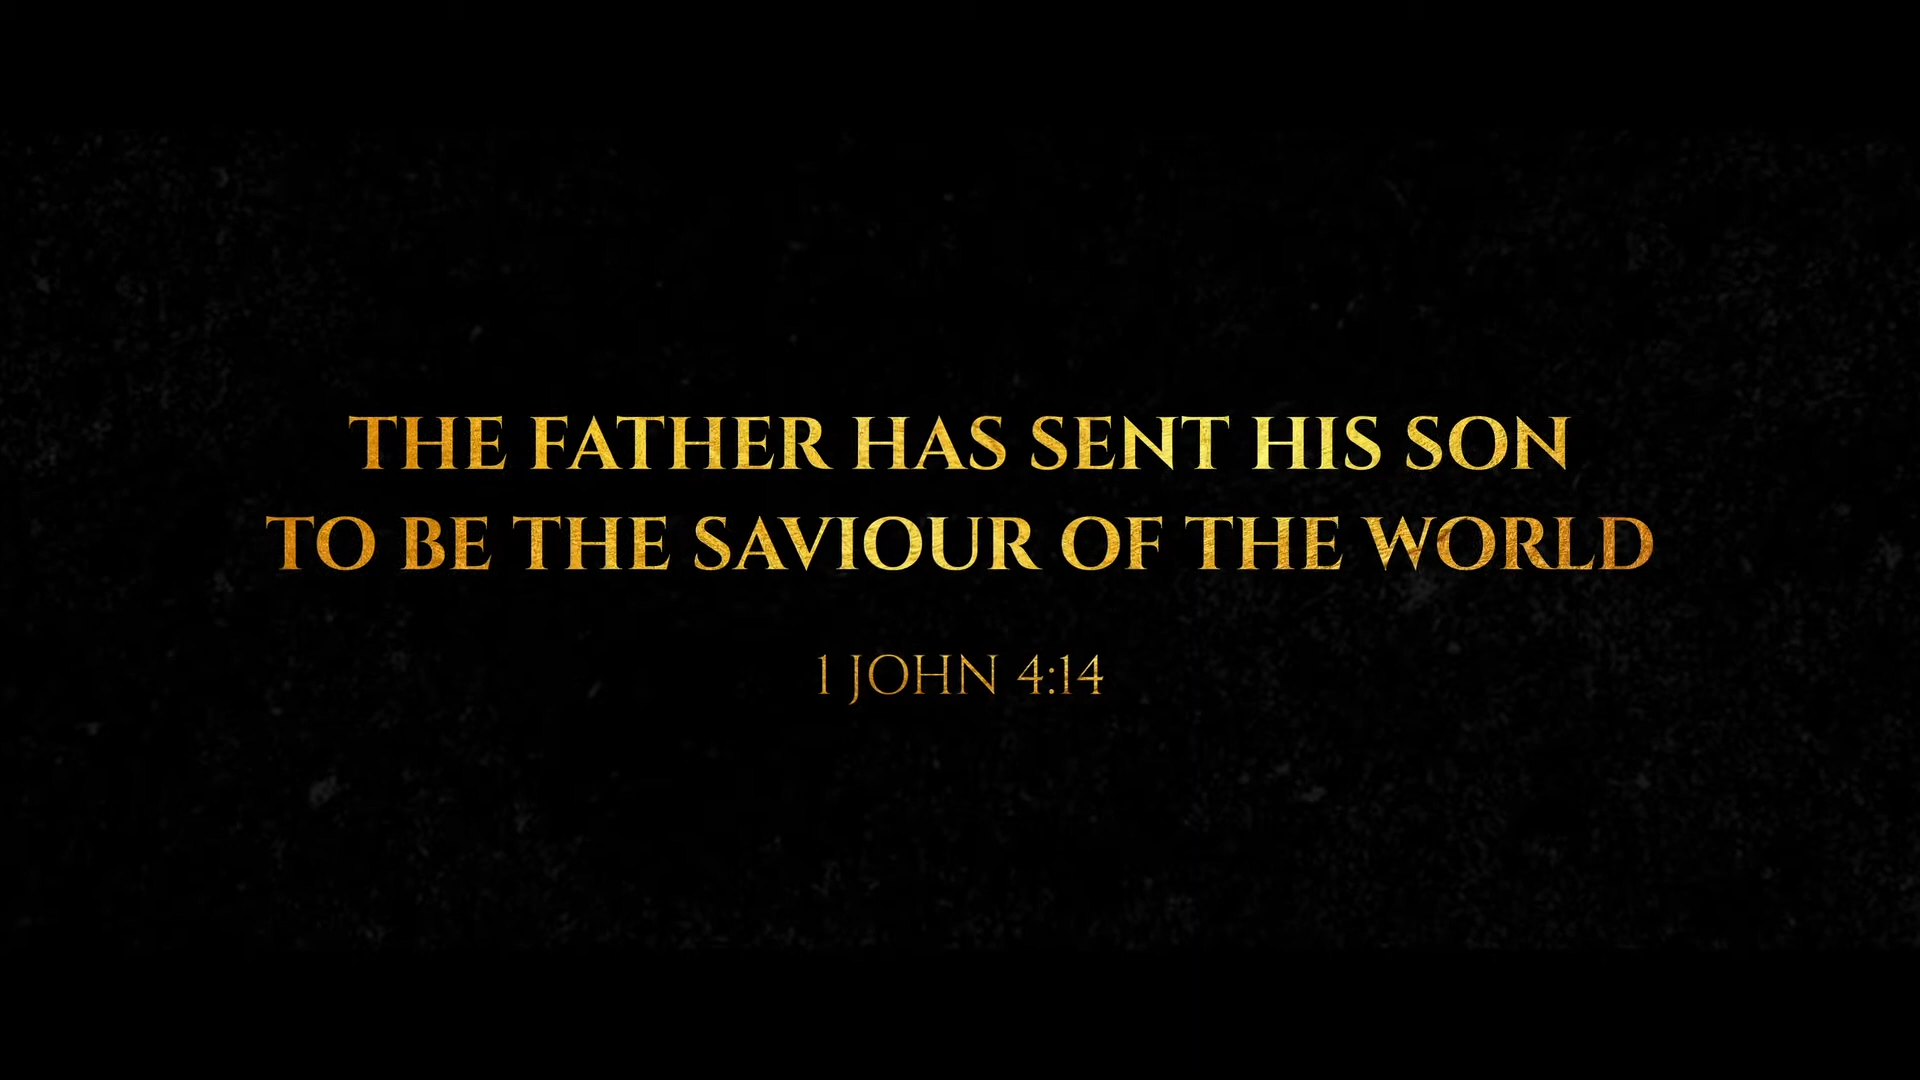 THE FATHER HAS SENT HIS SON
TO BE THE SAVIOUR OF THE WORLD
1 JOHN 4:14